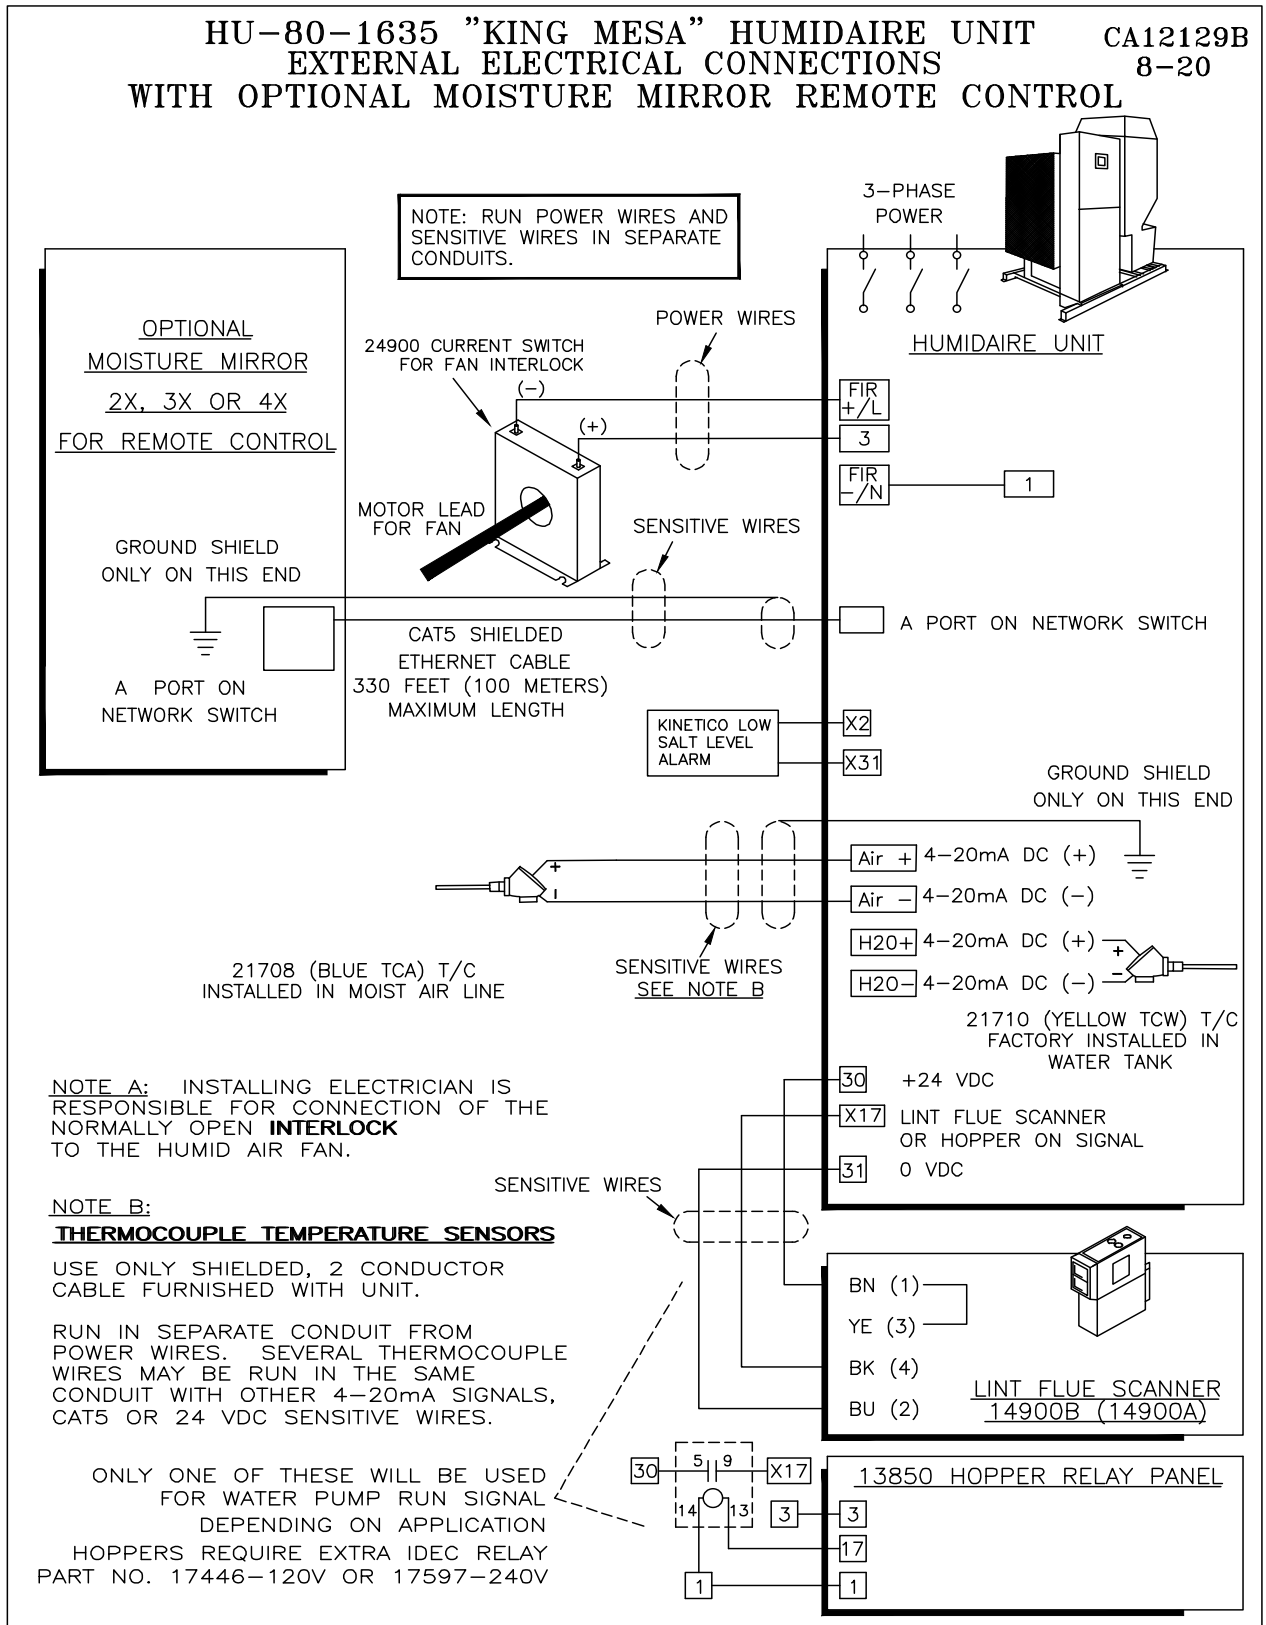 HU-80-1635 "KING MESA" HUMIDAIRE UNIT
EXTERNAL ELECTRICAL CONNECTIONS
WITH OPTIONAL MOISTURE MIRROR REMOTE CONTROL
CA12129B
8-20
NOTE: RUN POWER WIRES AND
SENSITIVE WIRES IN SEPARATE
CONDUITS.
3-PHASE
POWER
HUMIDAIRE UNIT
OPTIONAL
MOISTURE MIRROR
2X, 3X OR 4X
FOR REMOTE CONTROL
POWER WIRES
24900 CURRENT SWITCH
FOR FAN INTERLOCK
(-)
(+)
FIR
+/L
3
FIR
-/N
1
MOTOR LEAD
FOR FAN
SENSITIVE WIRES
GROUND SHIELD
ONLY ON THIS END
A PORT ON
NETWORK SWITCH
CAT5 SHIELDED
ETHERNET CABLE
330 FEET (100 METERS)
MAXIMUM LENGTH
A PORT ON NETWORK SWITCH
KINETICO LOW
SALT LEVEL
ALARM
X2
X31
GROUND SHIELD
ONLY ON THIS END
+
-
Air + 4-20mA DC (+)
Air - 4-20mA DC (-)
H20+ 4-20mA DC (+)
H20- 4-20mA DC (-)
+
-
21708 (BLUE TCA) T/C
INSTALLED IN MOIST AIR LINE
SENSITIVE WIRES
SEE NOTE B
21710 (YELLOW TCW) T/C
FACTORY INSTALLED IN
WATER TANK
30 +24 VDC
X17 LINT FLUE SCANNER
OR HOPPER ON SIGNAL
31 0 VDC
NOTE A: INSTALLING ELECTRICIAN IS
RESPONSIBLE FOR CONNECTION OF THE
NORMALLY OPEN INTERLOCK
TO THE HUMID AIR FAN.
SENSITIVE WIRES
NOTE B:
THERMOCOUPLE TEMPERATURE SENSORS
USE ONLY SHIELDED, 2 CONDUCTOR
CABLE FURNISHED WITH UNIT.
RUN IN SEPARATE CONDUIT FROM
POWER WIRES. SEVERAL THERMOCOUPLE
WIRES MAY BE RUN IN THE SAME
CONDUIT WITH OTHER 4-20mA SIGNALS,
CAT5 OR 24 VDC SENSITIVE WIRES.
BN (1)
YE (3)
BK (4)
BU (2)
LINT FLUE SCANNER
14900B (14900A)
ONLY ONE OF THESE WILL BE USED
FOR WATER PUMP RUN SIGNAL
DEPENDING ON APPLICATION
HOPPERS REQUIRE EXTRA IDEC RELAY
PART NO. 17446-120V OR 17597-240V
30
5
9
X17
14
13
3
1
13850 HOPPER RELAY PANEL
3
17
1